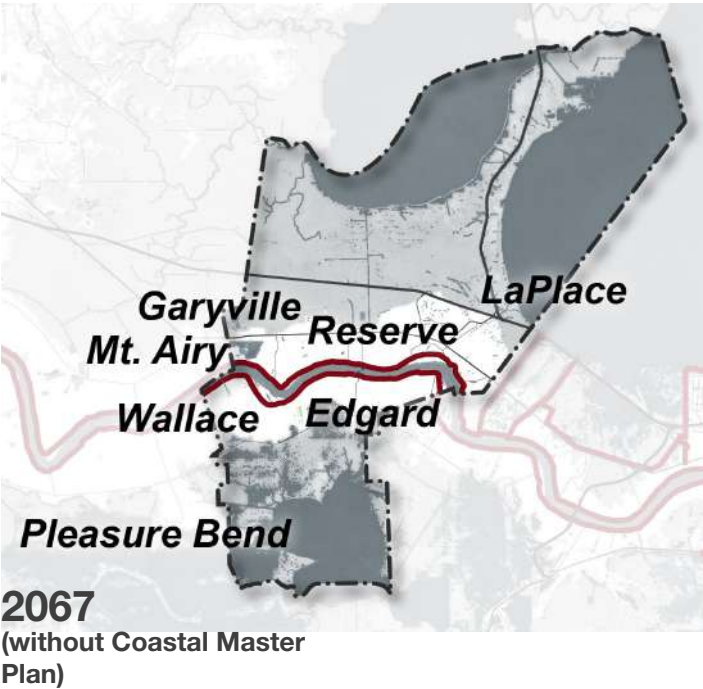 Garyville
LaPlace
Reserve
Mt. Airy
Wallace
Edgard
Pleasure Bend
2067
(without Coastal Master
Plan)